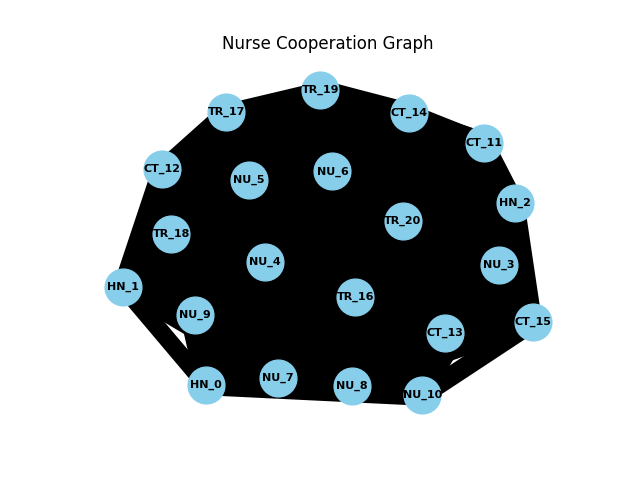 Nurse Cooperation Graph
TR_19
TR_17
CT_14
CT_11
CT_12
NU_6
NU_5
HN_2
TR_20
TR_18
NU_4
NU_3
HN_1
TR_16
NU_9
CT_15
CT_13
NU_7
HN_0
NU_8
NU_10